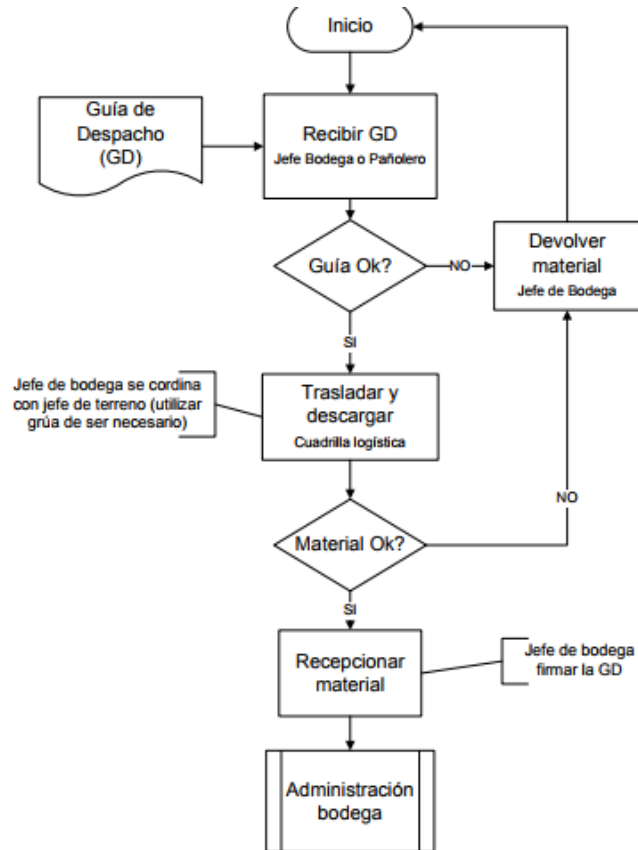 Inicio
Guía de
Despacho
(GD)
Recibir GD
Jefe Bodega o Pañolero
Guía Ok?
NO
Devolver
material
Jefe de Bodega
SI
Jefe de bodega se cordina
con jefe de terreno (utilizar
grúa de ser necesario)
Trasladar y
descargar
Cuadrilla logística
NO
Material Ok?
SI
Recepcionar
material
Jefe de bodega
firmar la GD
Administración
bodega